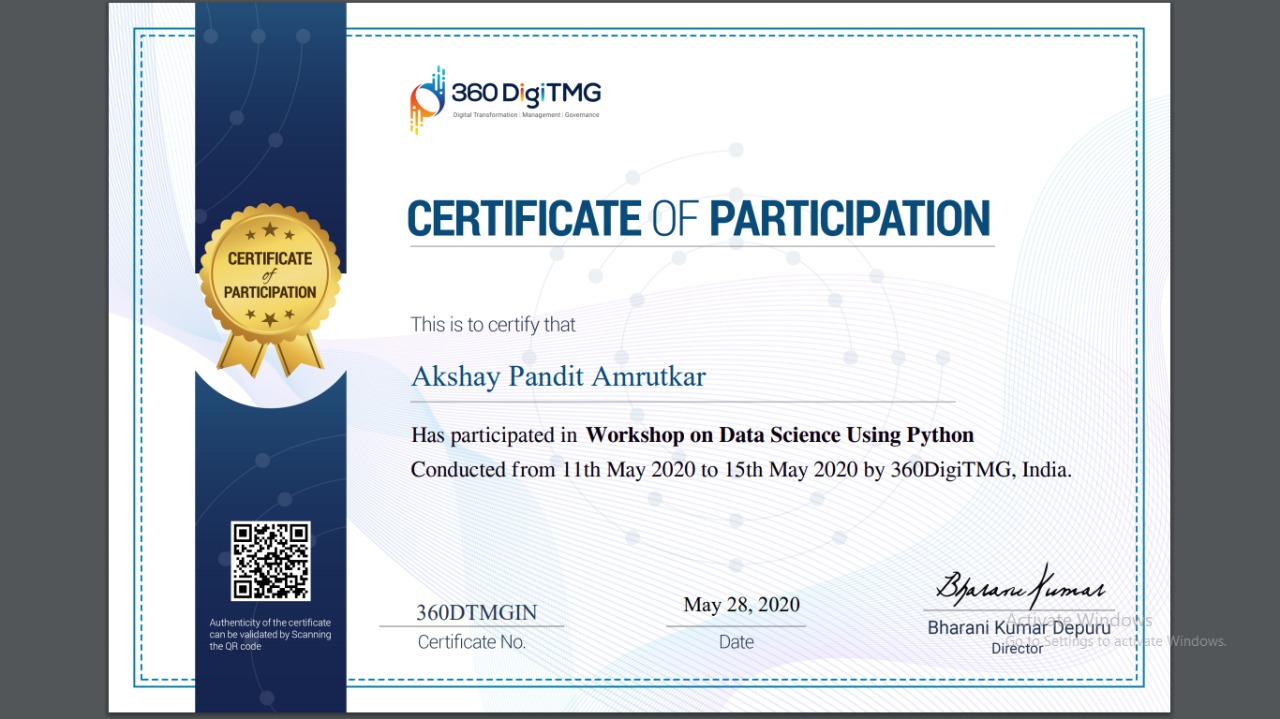 360 DigiTMG
Digital Transformation | Management | Governance
CERTIFICATE OF PARTICIPATION
CERTIFICATE
of
PARTICIPATION
This is to certify that
Akshay Pandit Amrutkar
Has participated in Workshop on Data Science Using Python
Conducted from 11th May 2020 to 15th May 2020 by 360DigiTMG, India.
Authenticity of the certificate
can be validated by Scanning
the QR code
360DTMGIN
Certificate No.
May 28, 2020
Date
Bharani Kumar
Bharani Kumar Depuru
Director
Activate Windows
Go to Settings to activate Windows.